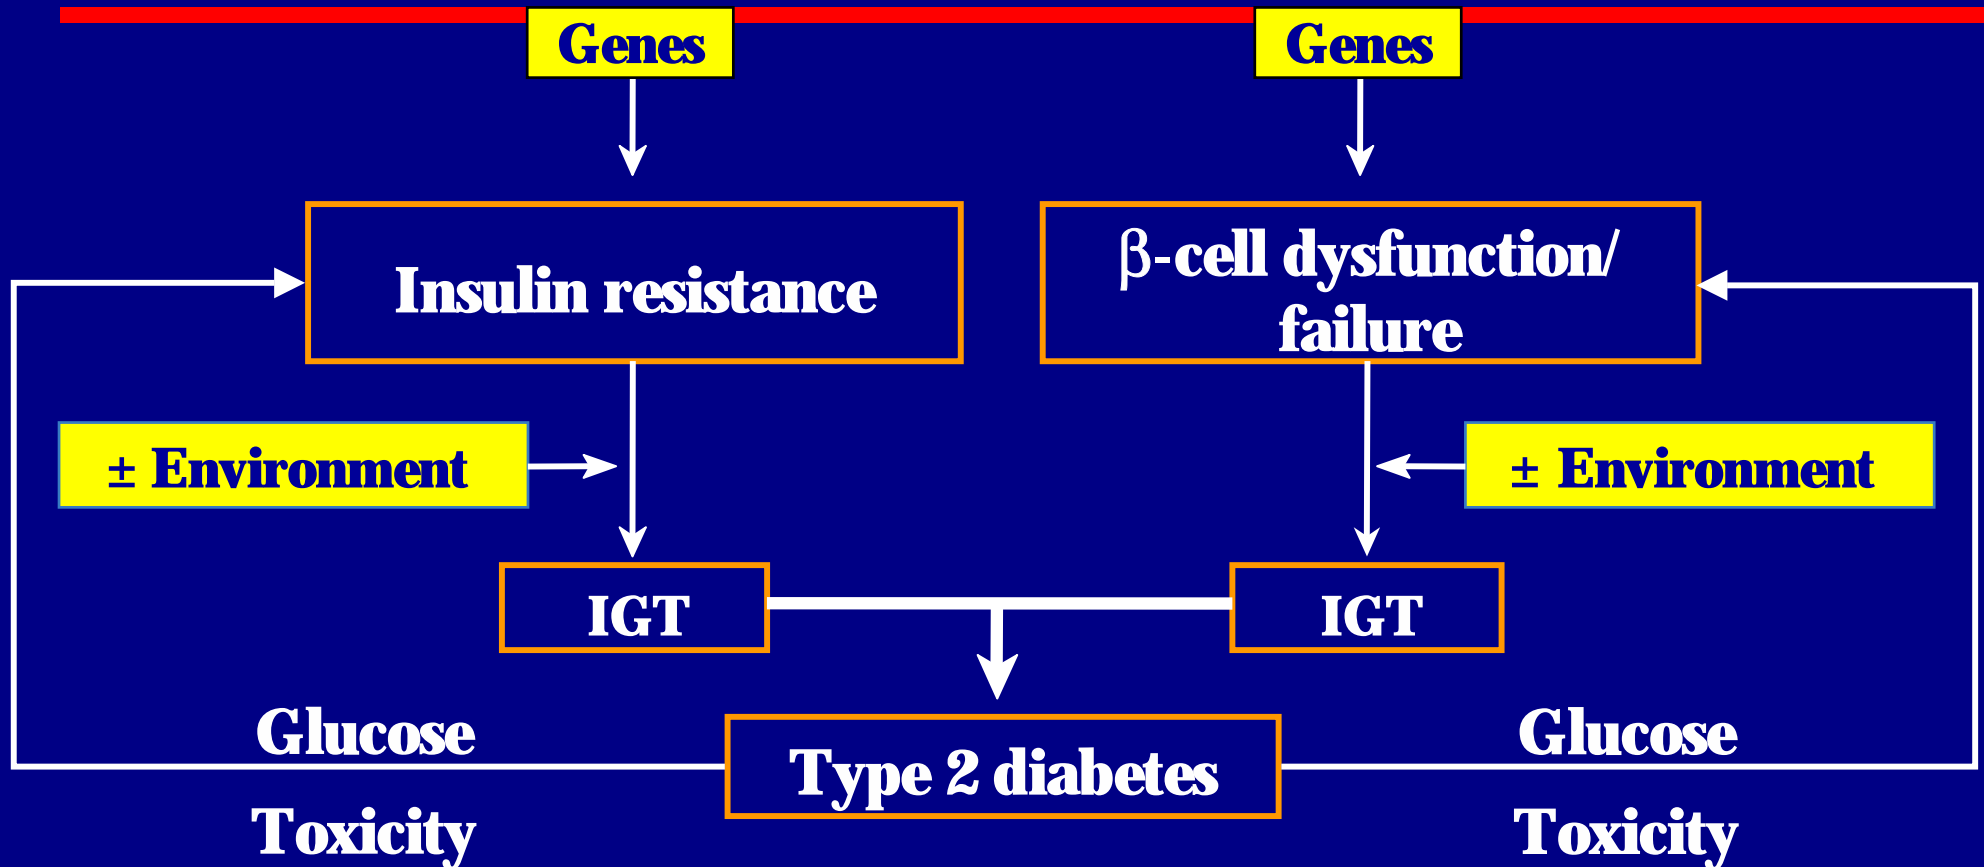 Genes
Genes
Insulin resistance
β-cell dysfunction/
failure
± Environment
± Environment
IGT
IGT
Glucose
Toxicity
Type 2 diabetes
Glucose
Toxicity